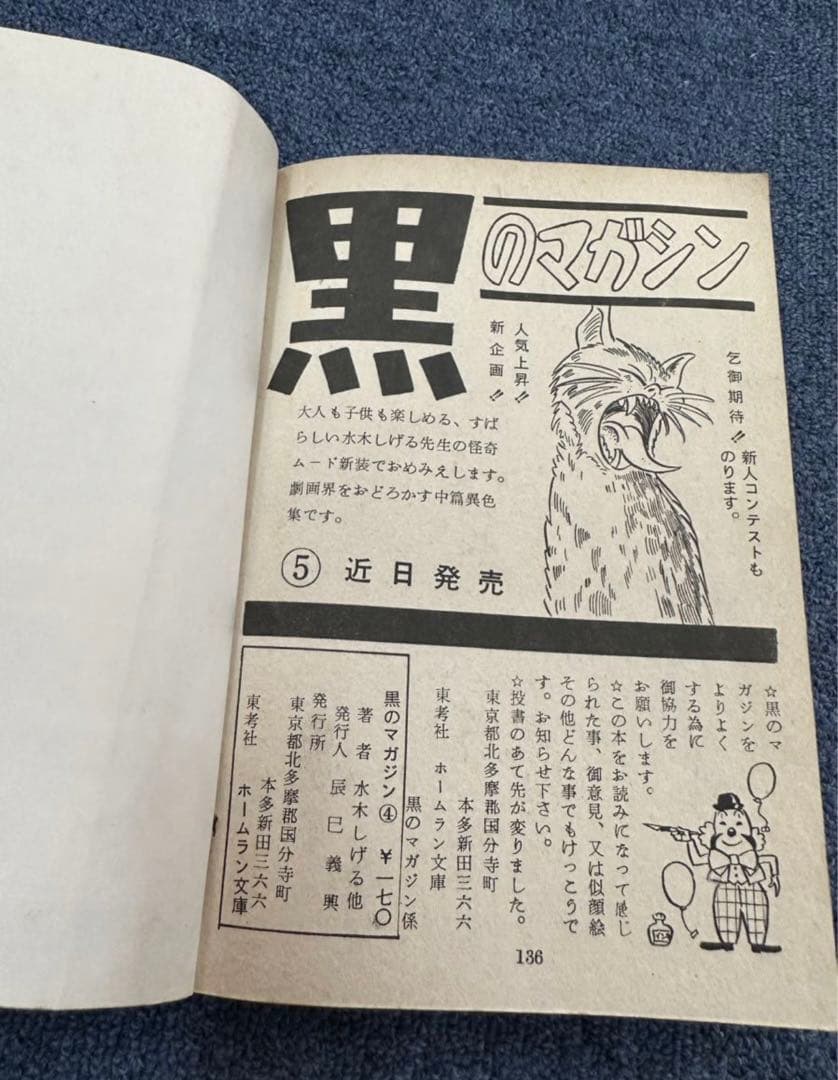 黒のマガシン
乞御期待!!
新人コンテストも
のります。
人気上昇!!
新企画!!
大人も子供も楽しめる、すば
らしい水木しげる先生の怪奇
ムード新装でおめみえします。
劇画界をおどろかす中篇異色
集です。
⑤近日発売
☆黒のマ
ガジンを
よりよく
する為に
御協力を
お願いします。
☆この本をお読みになって感じ
られた事、御意見、又は似顔絵
その他どんな事でもけっこうで
す。お知らせ下さい。
☆投書のあて先が変りました。
東京都北多摩郡国分寺町
本多新田三六六
東考社 ホームラン文庫
黒のマガジン係
黒のマガジン④ ¥一七〇
著者 水木しげる他
発行人 辰巳義興
発行所
東京都北多摩郡国分寺町
本多新田三六六
東考社 ホームラン文庫
136